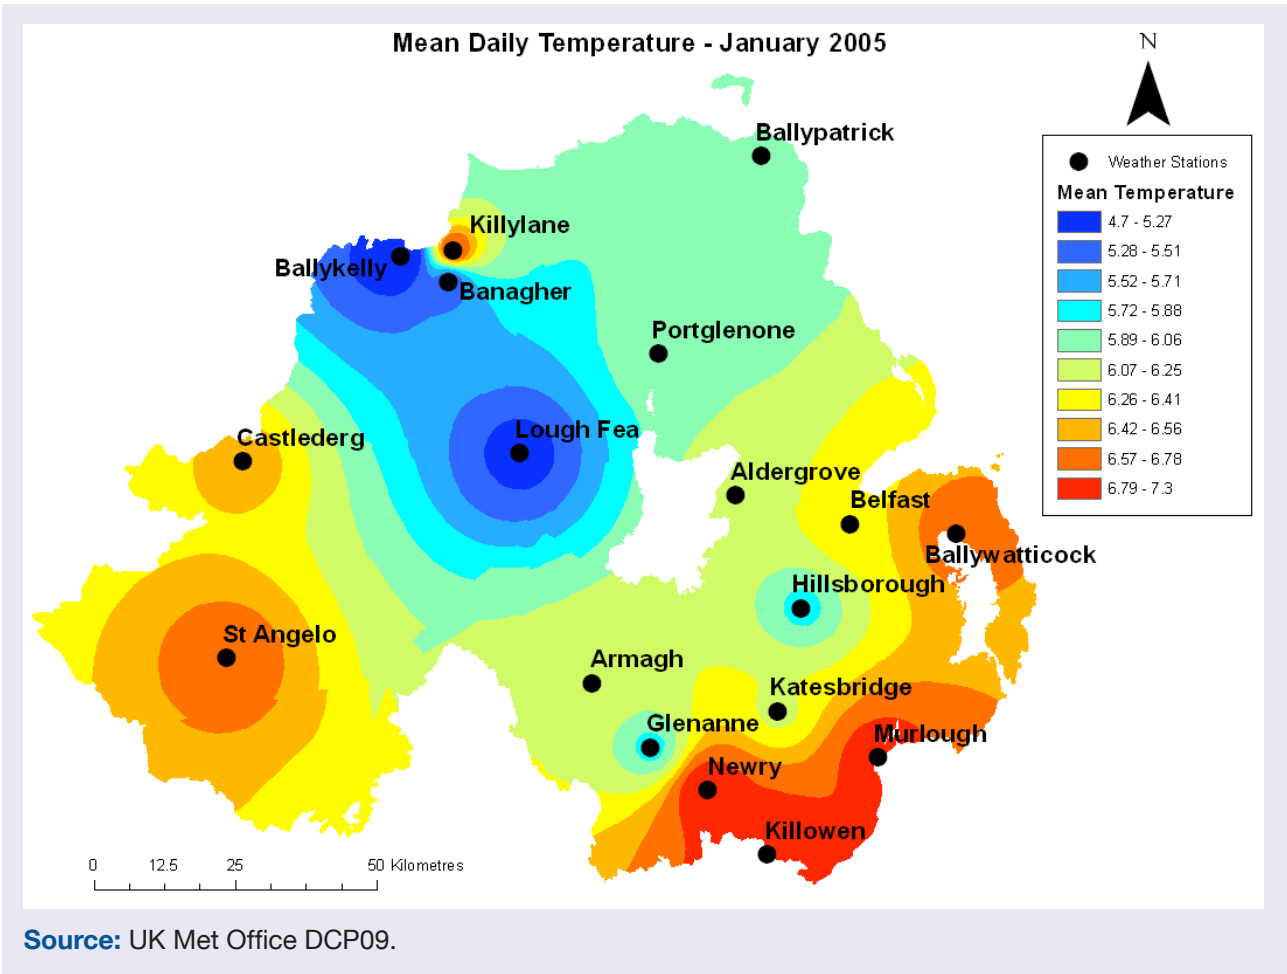 Mean Daily Temperature - January 2005
N
Ballypatrick
Weather Stations
Mean Temperature
4.7 - 5.27
5.28 - 5.51
5.52 - 5.71
5.72 - 5.88
5.89 - 6.06
6.07 - 6.25
6.26 - 6.41
6.42 - 6.56
6.57 - 6.78
6.79 - 7.3
Killylane
Ballykelly
Banagher
Portglenone
Lough Fea
Castlederg
Aldergrove
Belfast
Ballywatticock
Hillsborough
St Angelo
Armagh
Katesbridge
Glenanne
Murlough
Newry
Killowen
0 12.5 25 50 Kilometres
Source: UK Met Office DCP09.